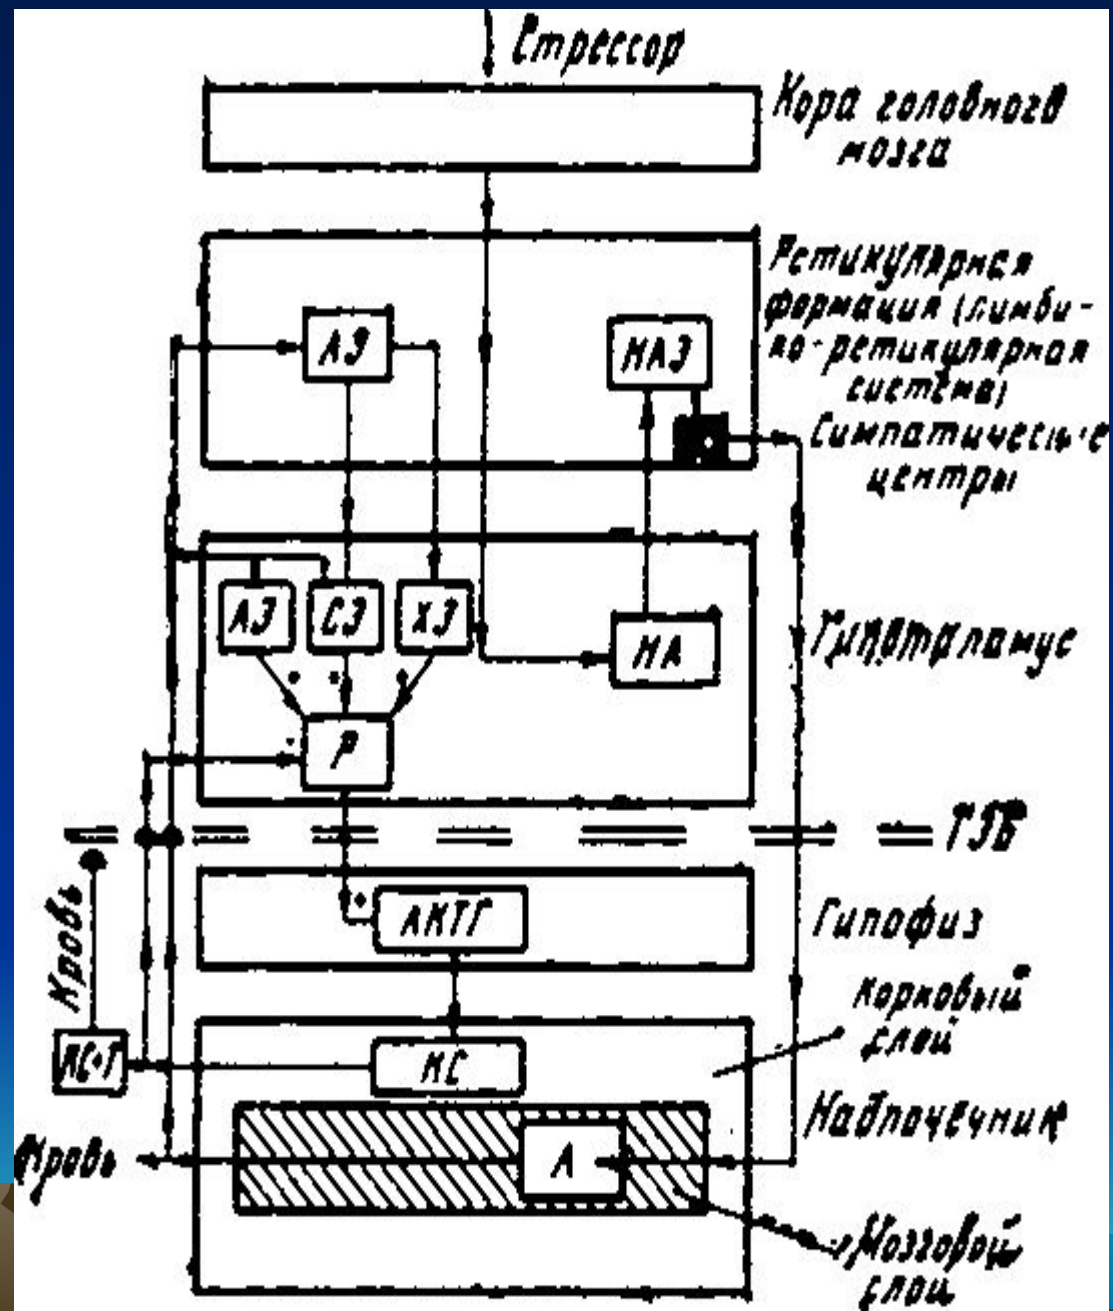 Стрессор
Кора головного
мозга
Ретикулярная
формация (лимби-
ко-ретикулярная
система)
АЭ
НАЭ
Симпатические
центры
АЭ
СЭ
ХЭ
НА
Гипоталамус
Р
ГЭБ
Кровь
АКТГ
Гипофиз
корковый
слой
КС+Т
КС
Надпочечник
Кровь
А
Мозговой
слой